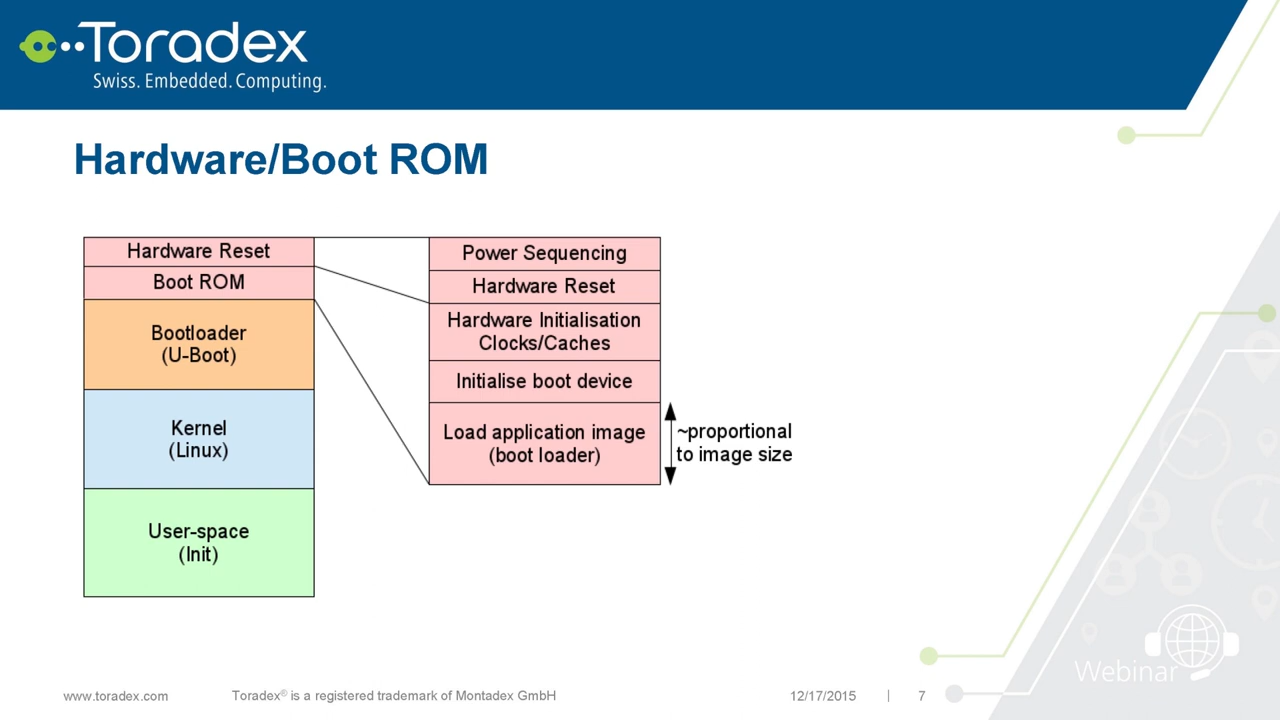 Toradex
Swiss. Embedded. Computing.
Hardware/Boot ROM
Hardware Reset
Boot ROM
Bootloader
(U-Boot)
Kernel
(Linux)
User-space
(Init)
Power Sequencing
Hardware Reset
Hardware Initialisation
Clocks/Caches
Initialise boot device
Load application image
(boot loader)
~proportional
to image size
Webinar
www.toradex.com
Toradex® is a registered trademark of Montadex GmbH
12/17/2015 | 7